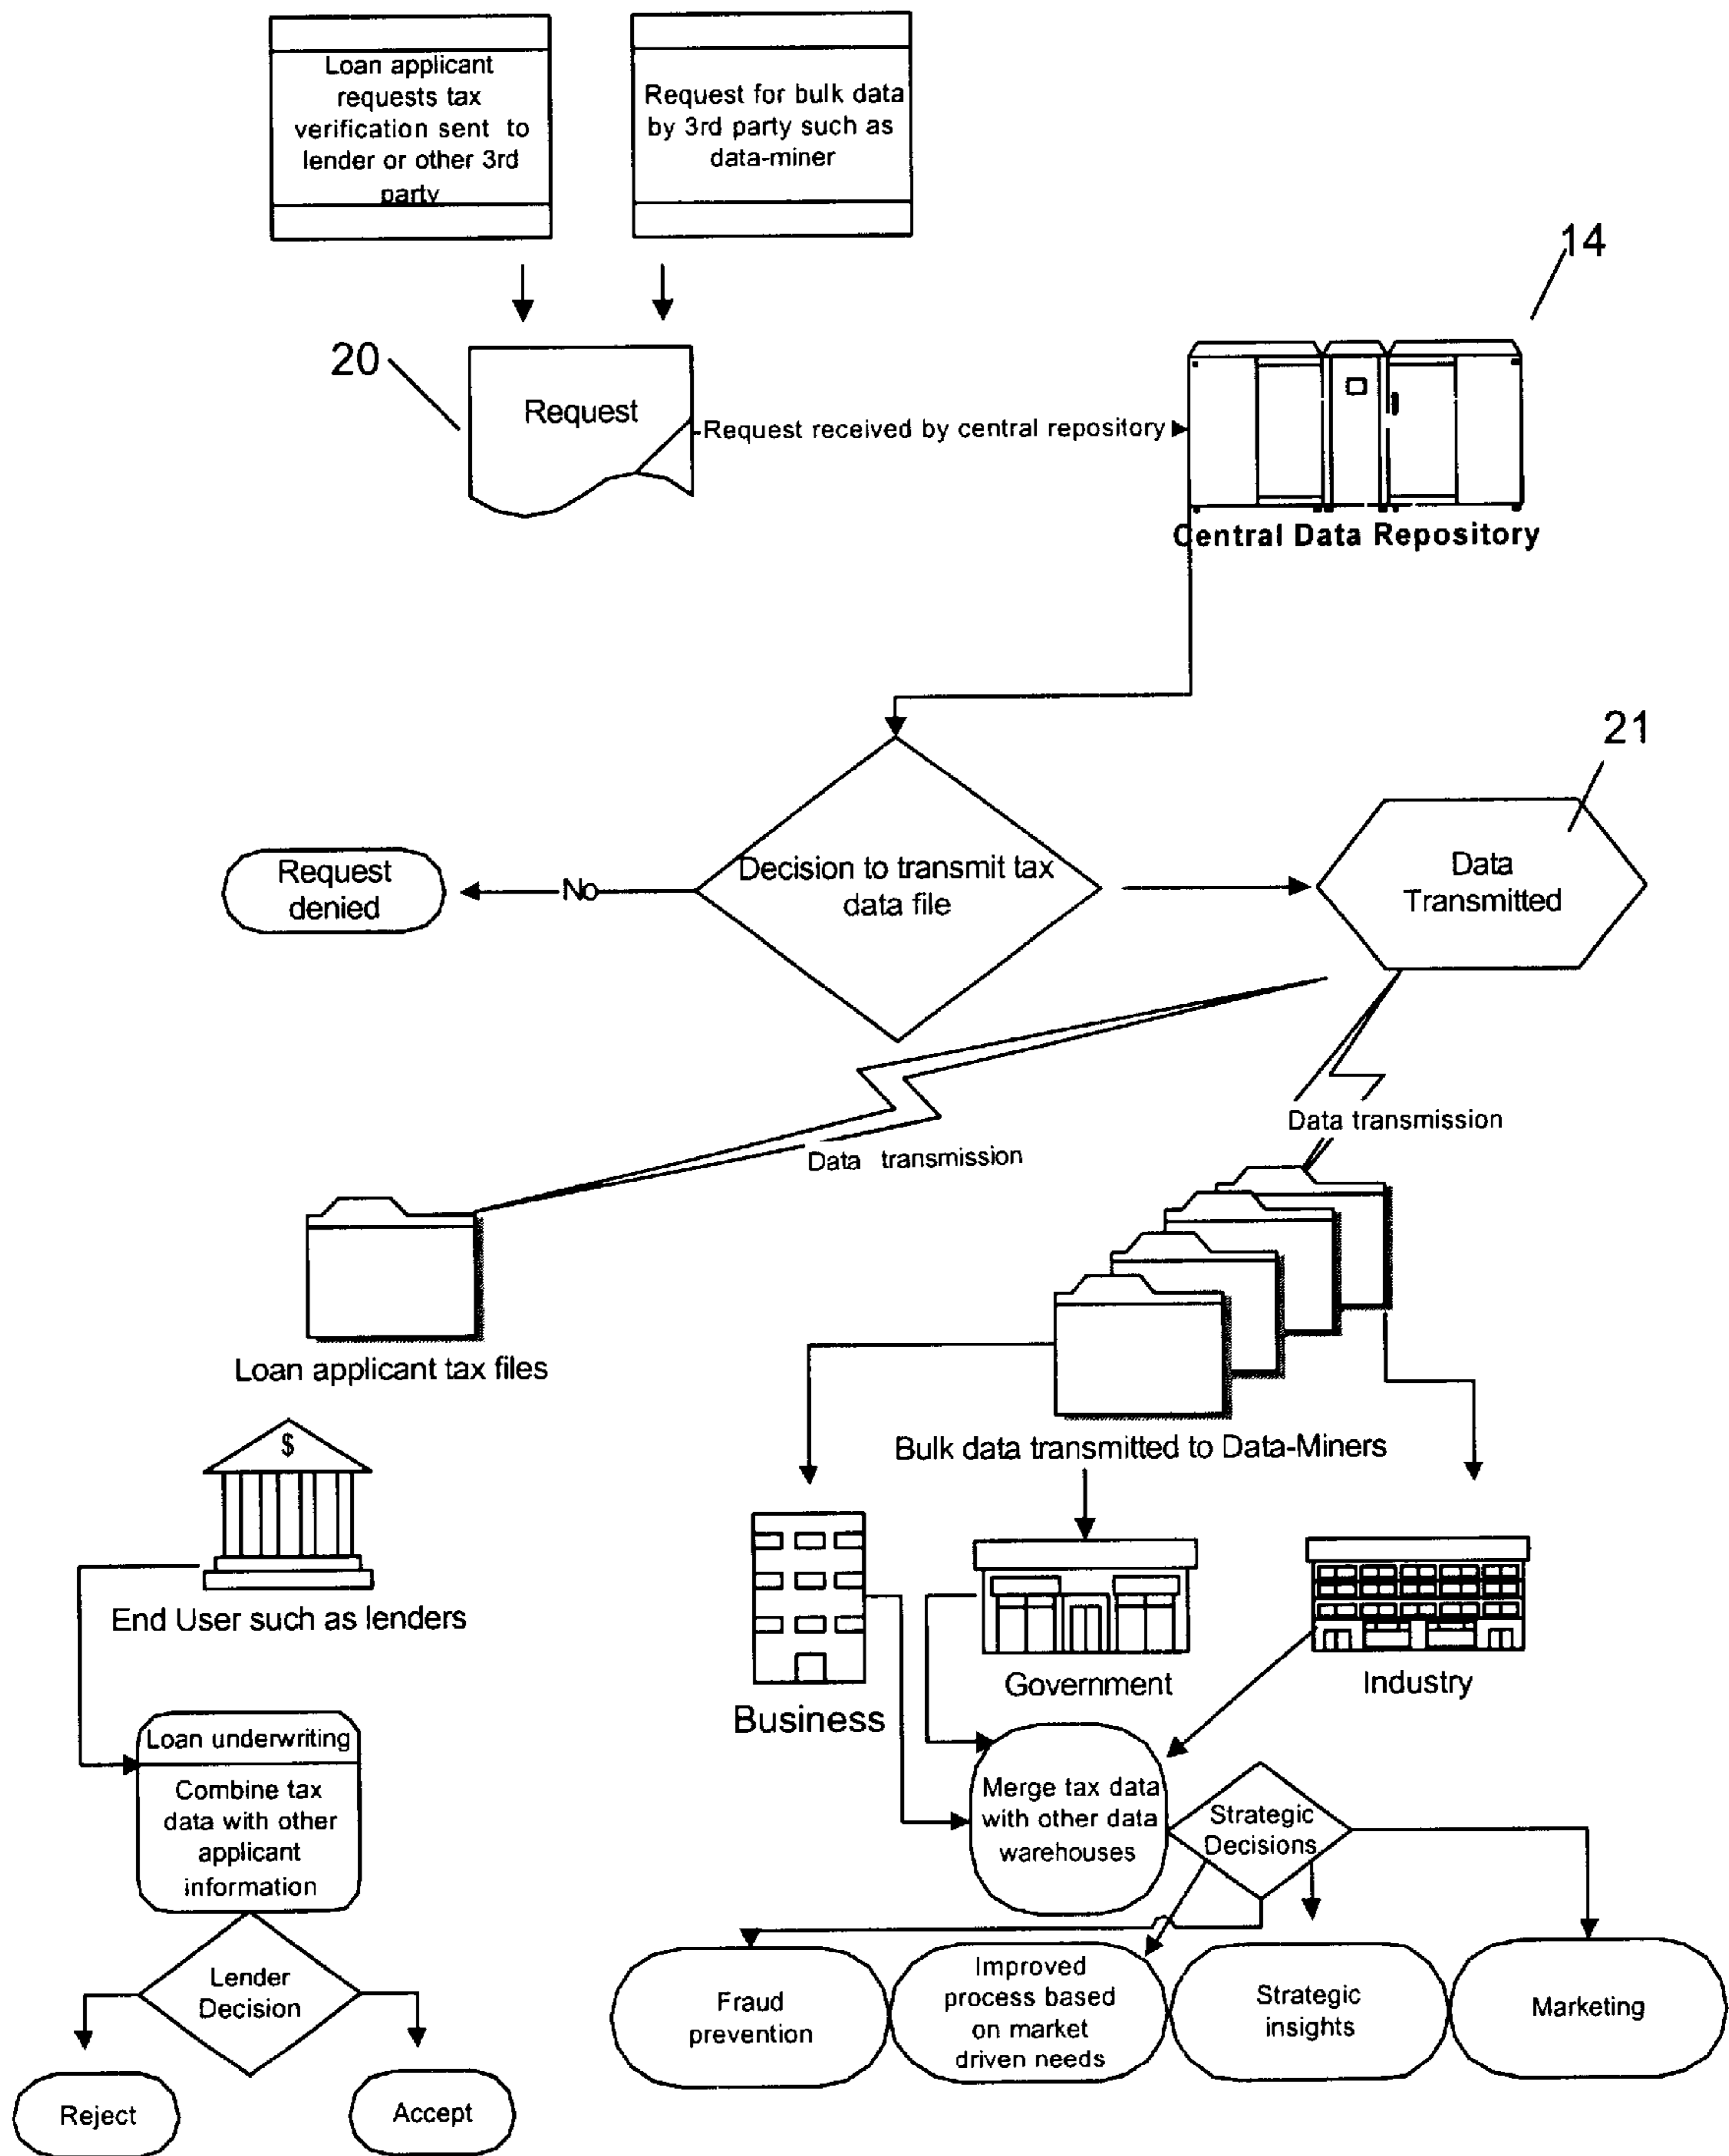 Loan applicant
requests tax
verification sent to
lender or other 3rd
party
Request for bulk data
by 3rd party such as
data-miner
14
20
Request
Request received by central repository
Central Data Repository
21
Request
denied
No
Decision to transmit tax
data file
Data
Transmitted
Data transmission
Data transmission
Loan applicant tax files
Bulk data transmitted to Data-Miners
$
End User such as lenders
Business
Government
Industry
Loan underwriting
Combine tax
data with other
applicant
information
Merge tax data
with other data
warehouses
Strategic
Decisions
Lender
Decision
Fraud
prevention
Improved
process based
on market
driven needs
Strategic
insights
Marketing
Reject
Accept